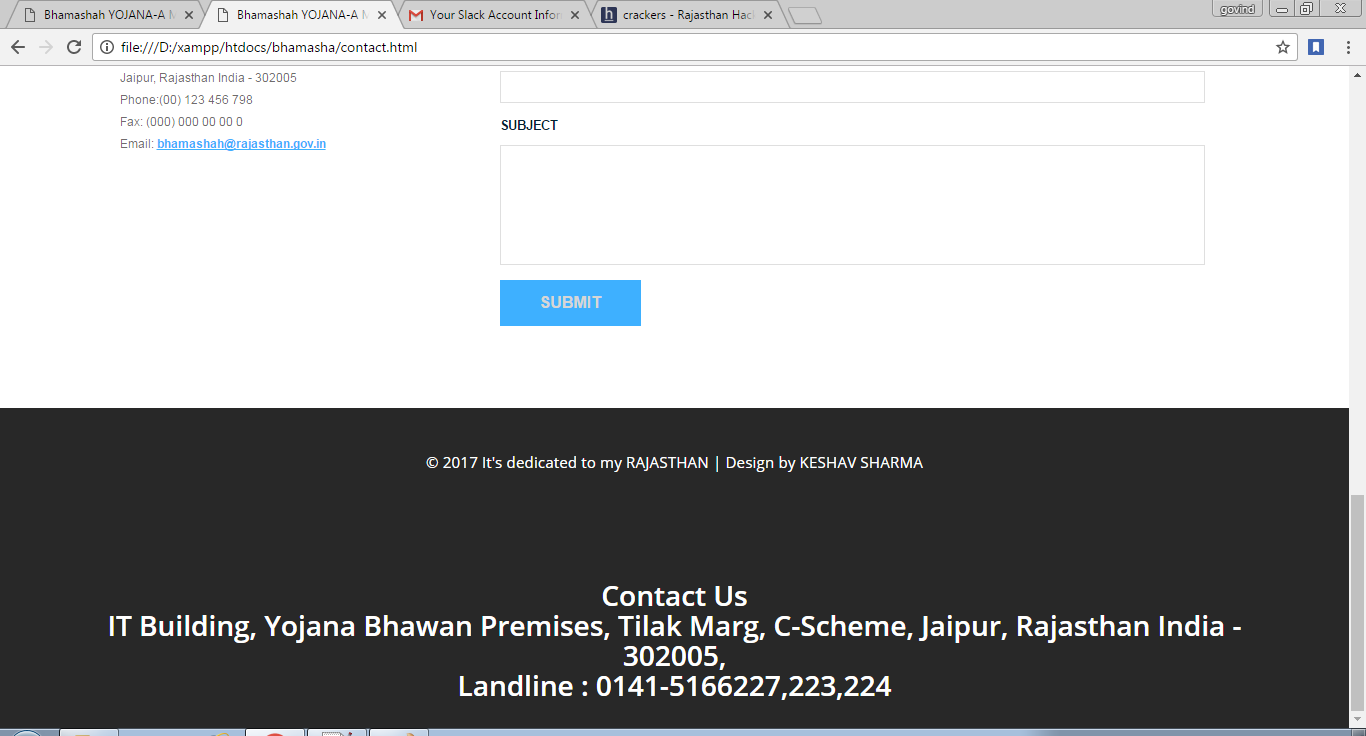 Bhamashah YOJANA-A M
Bhamashah YOJANA-A M
Your Slack Account Infor
crackers - Rajasthan Hac
govind
file:///D:/xampp/htdocs/bhamasha/contact.html
Jaipur, Rajasthan India - 302005
Phone:(00) 123 456 798
Fax: (000) 000 00 00 0
Email: bhamashah@rajasthan.gov.in
SUBJECT
SUBMIT
© 2017 It's dedicated to my RAJASTHAN | Design by KESHAV SHARMA
Contact Us
IT Building, Yojana Bhawan Premises, Tilak Marg, C-Scheme, Jaipur, Rajasthan India -
302005,
Landline : 0141-5166227,223,224